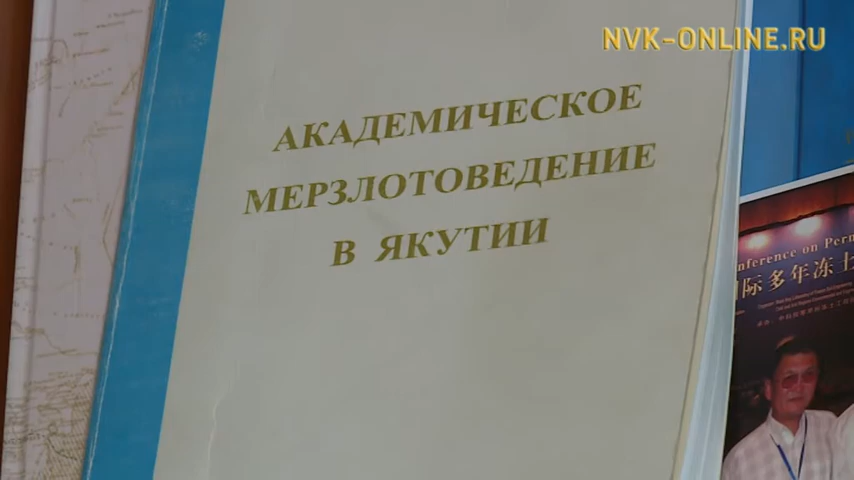 NVK-ONLINE.RU
АКАДЕМИЧЕСКОЕ
МЕРЗЛОТОВЕДЕНИЕ
В ЯКУТИИ
nference on Perm
国际多年冻土